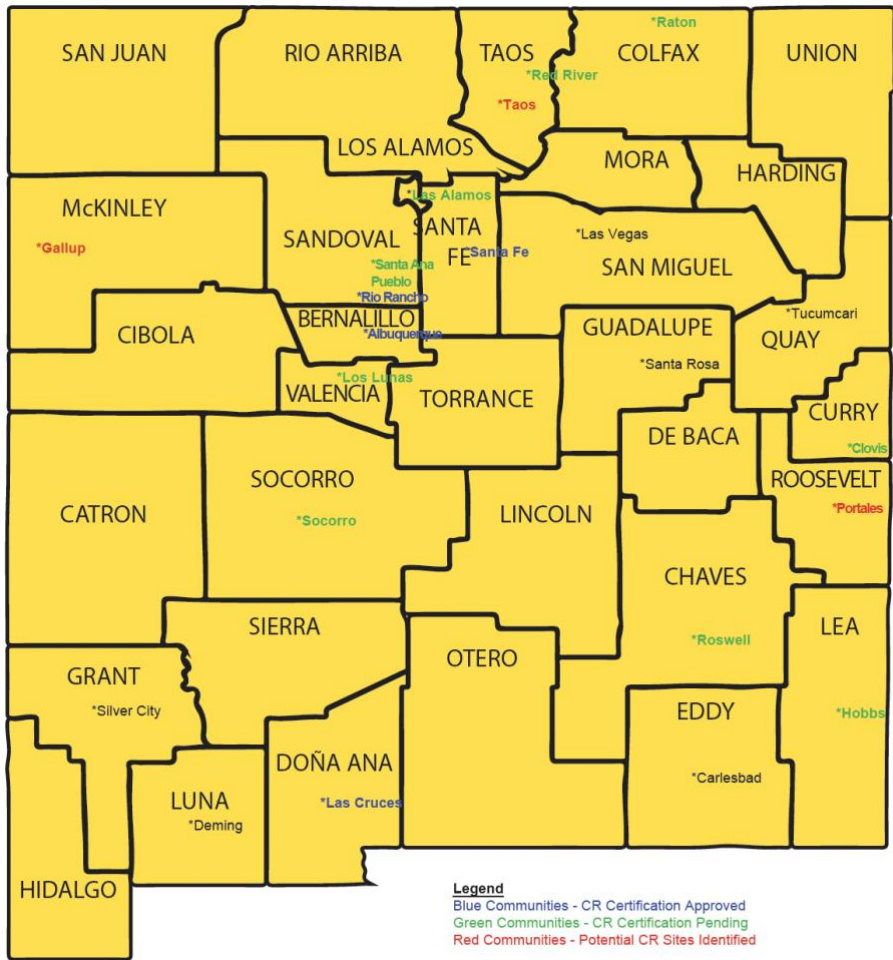 *Raton
SAN JUAN
RIO ARRIBA
TAOS
COLFAX
UNION
*Red River
*Taos
LOS ALAMOS
MORA
HARDING
McKINLEY
*Las Alamos
SANTA
FE
SANDOVAL
*Gallup
*Santa Fe
*Las Vegas
SAN MIGUEL
*Santa Ana
Pueblo
*Rio Rancho
BERNALILLO
*Albuquerque
CIBOLA
GUADALUPE
*Tucumcari
QUAY
*Santa Rosa
*Los Lunas
VALENCIA
TORRANCE
CURRY
DE BACA
*Clovis
SOCORRO
ROOSEVELT
*Portales
CATRON
*Socorro
LINCOLN
CHAVES
SIERRA
LEA
*Roswell
OTERO
GRANT
*Silver City
EDDY
*Hobbs
DOÑA ANA
*Carlesbad
LUNA
*Las Cruces
*Deming
HIDALGO
Legend
Blue Communities - CR Certification Approved
Green Communities - CR Certification Pending
Red Communities - Potential CR Sites Identified